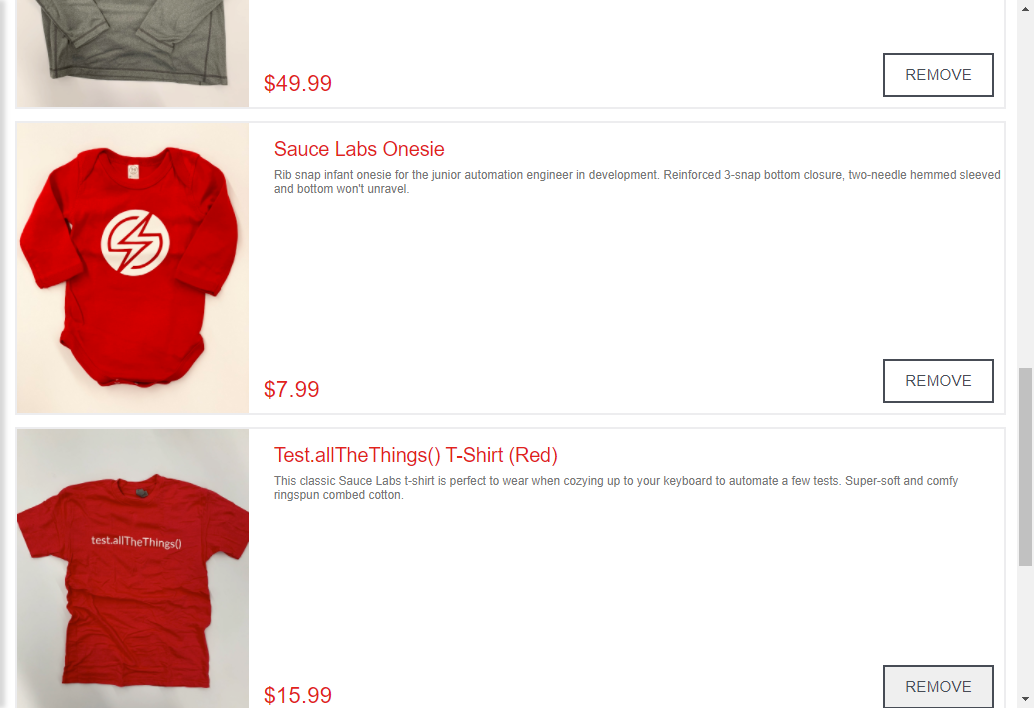 $49.99
REMOVE
Sauce Labs Onesie
Rib snap infant onesie for the junior automation engineer in development. Reinforced 3-snap bottom closure, two-needle hemmed sleeved
and bottom won't unravel.
$7.99
REMOVE
Test.allTheThings() T-Shirt (Red)
This classic Sauce Labs t-shirt is perfect to wear when cozying up to your keyboard to automate a few tests. Super-soft and comfy
ringspun combed cotton.
test.allTheThings()
$15.99
REMOVE